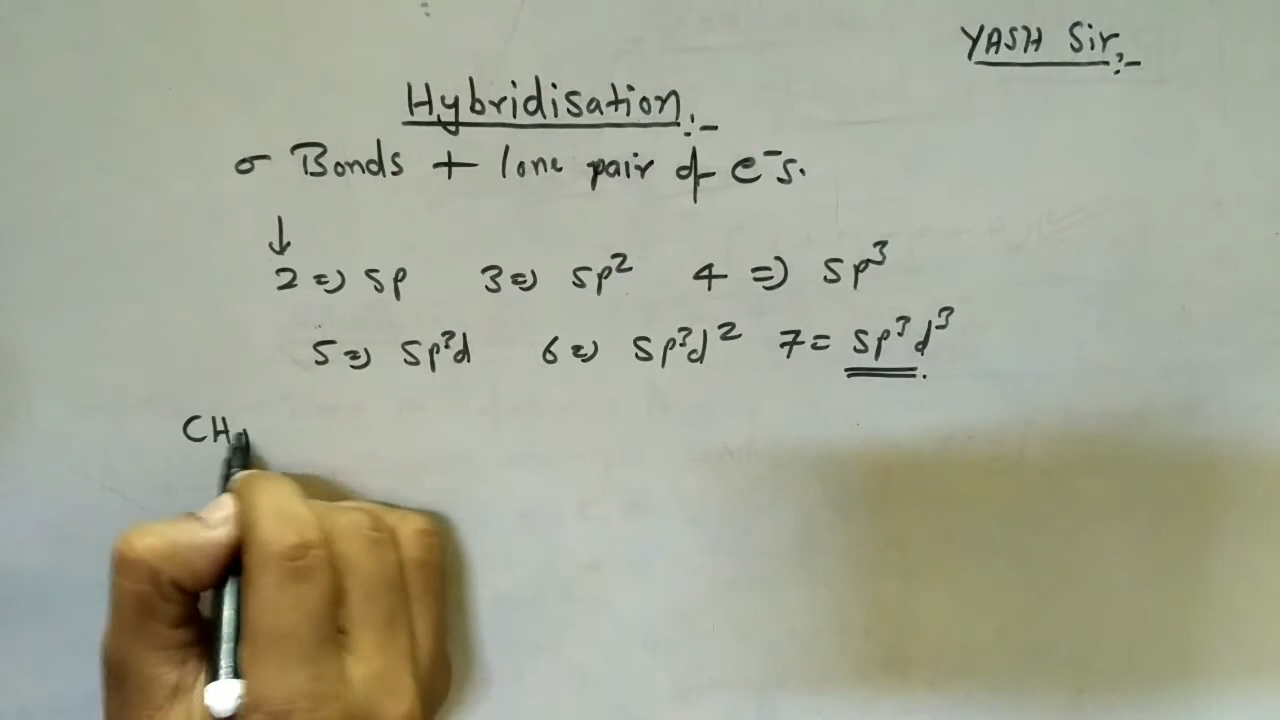 YASH Sir :-
Hybridisation :-
σ Bonds + lone pair of e⁻s.
↓
2 => sp 3 => sp² 4 => sp³
5 => sp³d 6 => sp³d² 7 = sp³d³.
CH